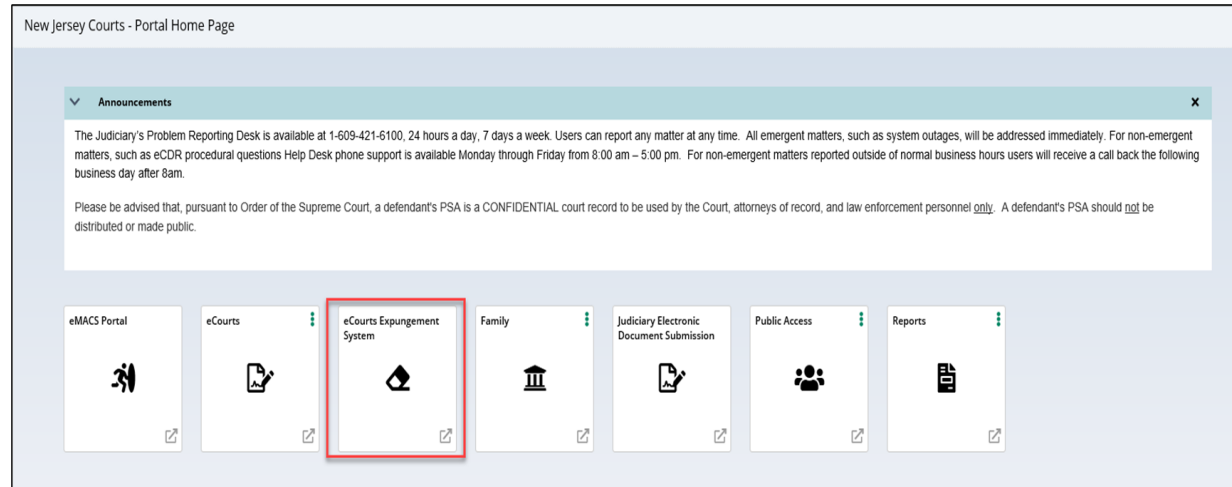 New Jersey Courts - Portal Home Page
Announcements
The Judiciary's Problem Reporting Desk is available at 1-609-421-6100, 24 hours a day, 7 days a week. Users can report any matter at any time. All emergent matters, such as system outages, will be addressed immediately. For non-emergent
matters, such as eCDR procedural questions Help Desk phone support is available Monday through Friday from 8:00 am – 5:00 pm. For non-emergent matters reported outside of normal business hours users will receive a call back the following
business day after 8am.
Please be advised that, pursuant to Order of the Supreme Court, a defendant's PSA is a CONFIDENTIAL court record to be used by the Court, attorneys of record, and law enforcement personnel only. A defendant's PSA should not be
distributed or made public.
eMACS Portal
eCourts
eCourts Expungement
System
Family
Judiciary Electronic
Document Submission
Public Access
Reports